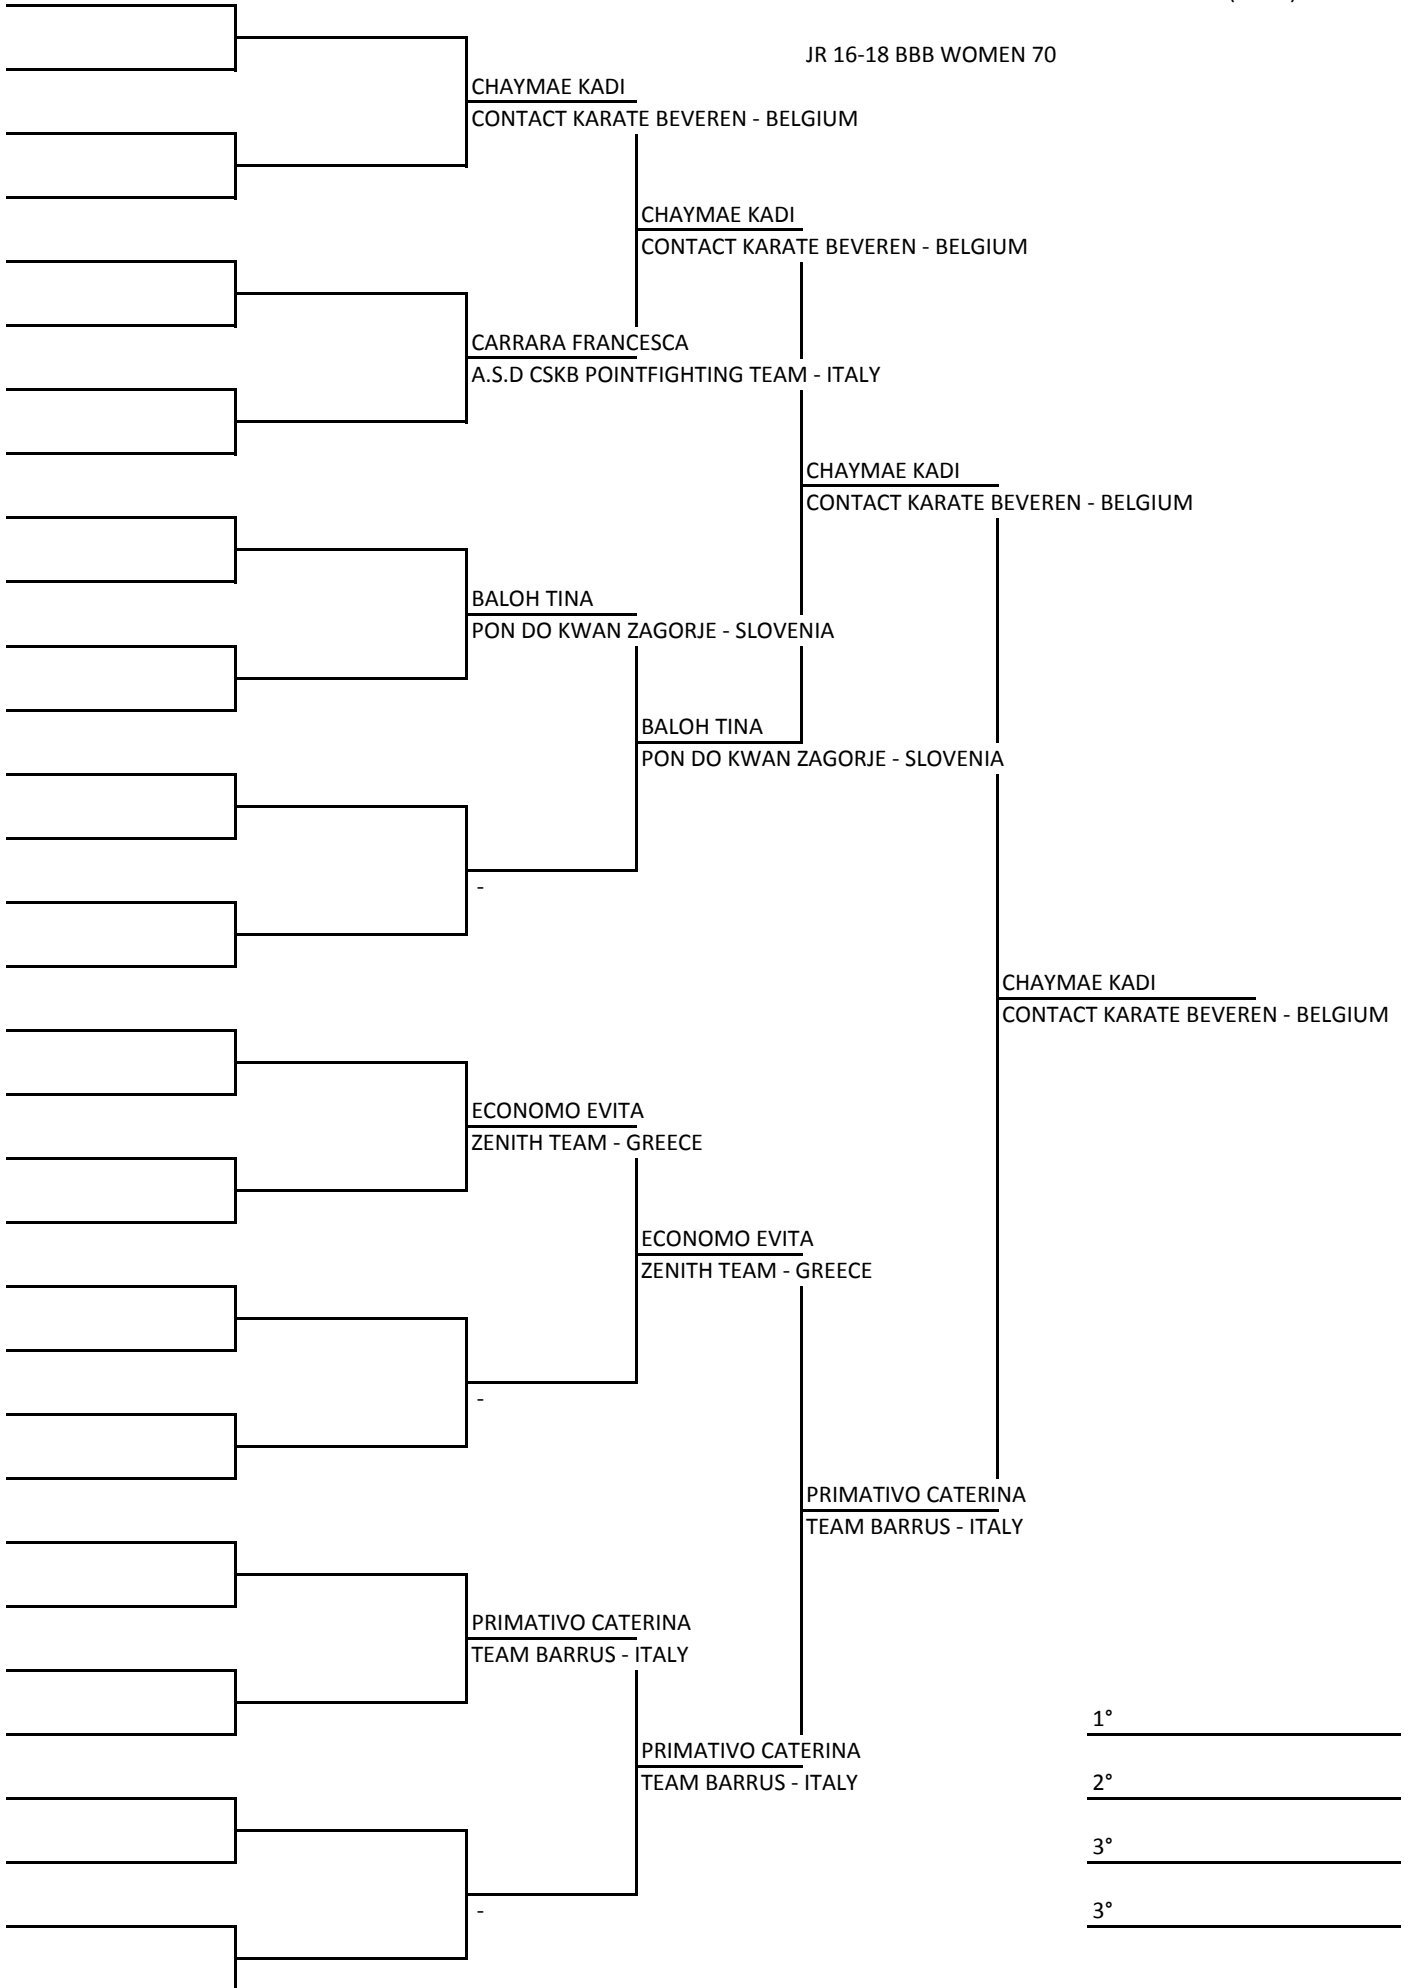 JR 16-18 BBB WOMEN 70
CHAYMAE KADI
CONTACT KARATE BEVEREN - BELGIUM
CHAYMAE KADI
CONTACT KARATE BEVEREN - BELGIUM
CARRARA FRANCESCA
A.S.D CSKB POINTFIGHTING TEAM - ITALY
CHAYMAE KADI
CONTACT KARATE BEVEREN - BELGIUM
BALOH TINA
PON DO KWAN ZAGORJE - SLOVENIA
BALOH TINA
PON DO KWAN ZAGORJE - SLOVENIA
-
CHAYMAE KADI
CONTACT KARATE BEVEREN - BELGIUM
ECONOMO EVITA
ZENITH TEAM - GREECE
ECONOMO EVITA
ZENITH TEAM - GREECE
-
PRIMATIVO CATERINA
TEAM BARRUS - ITALY
PRIMATIVO CATERINA
TEAM BARRUS - ITALY
1°
PRIMATIVO CATERINA
TEAM BARRUS - ITALY
2°
3°
-
3°